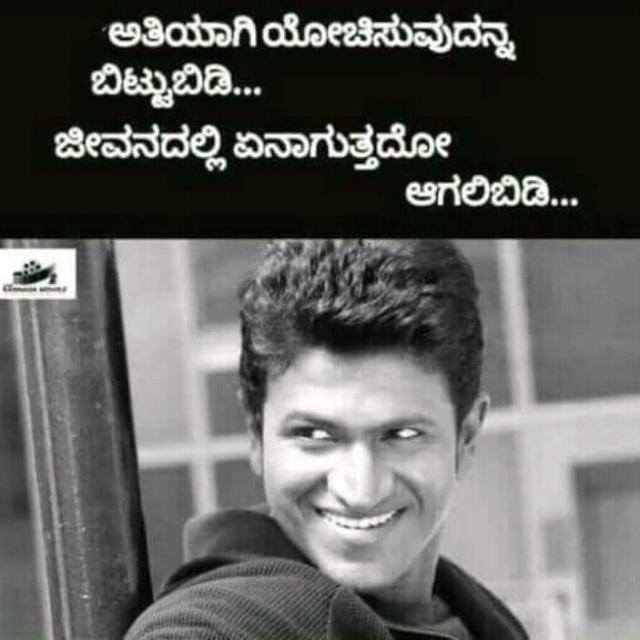 ಅತಿಯಾಗಿ ಯೋಚಿಸುವುದನ್ನ
ಬಿಟ್ಟುಬಿಡಿ...
ಜೀವನದಲ್ಲಿ ಏನಾಗುತ್ತದೋ
ಆಗಲಿಬಿಡಿ...